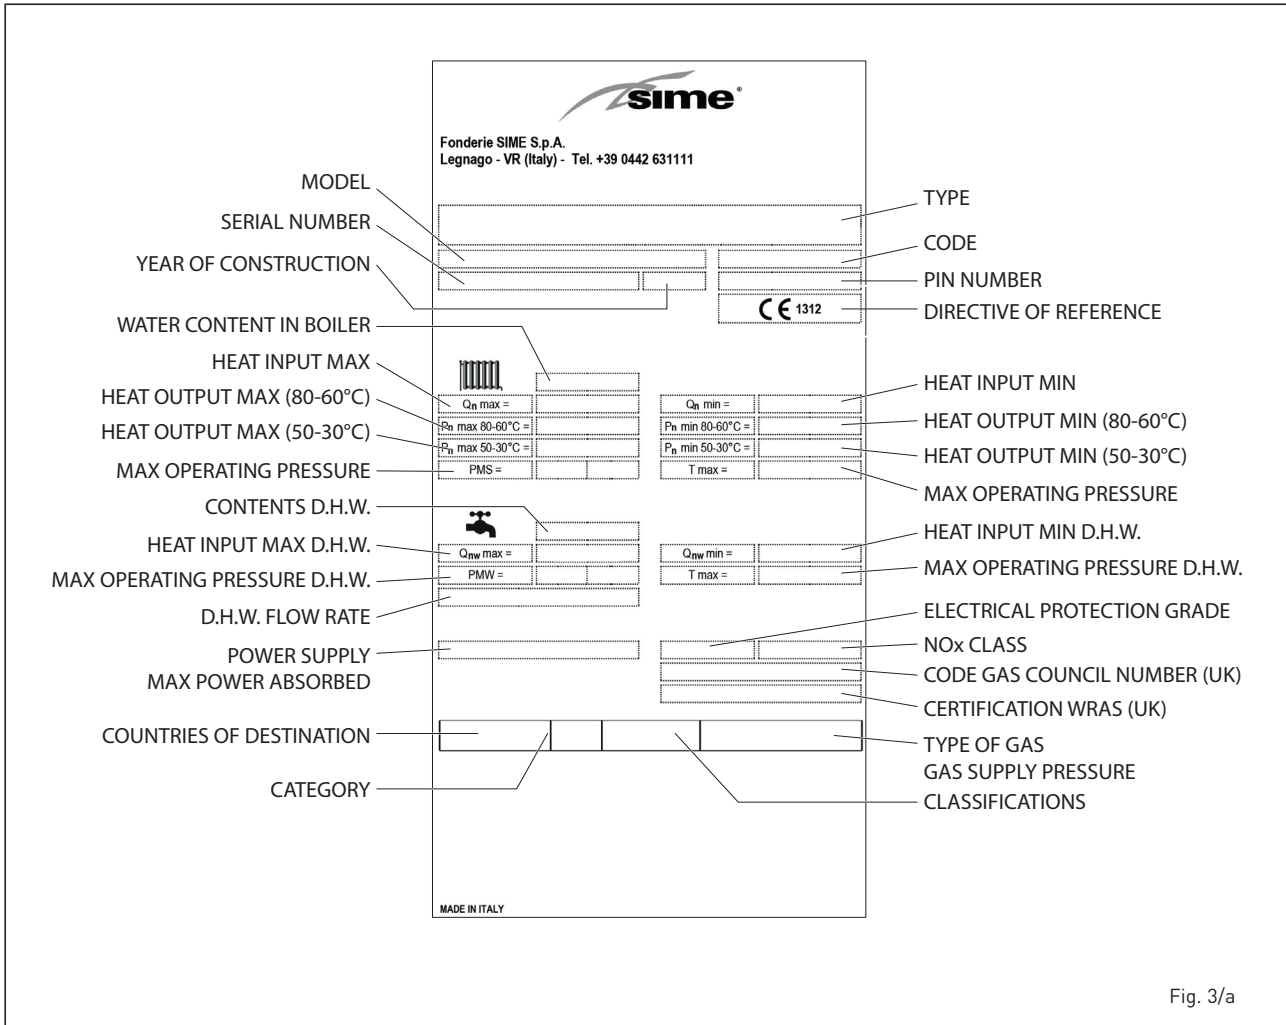 sime®
Fonderie SIME S.p.A.
Legnago - VR (Italy) - Tel. +39 0442 631111
MODEL
SERIAL NUMBER
YEAR OF CONSTRUCTION
WATER CONTENT IN BOILER
HEAT INPUT MAX
HEAT OUTPUT MAX (80-60°C)
HEAT OUTPUT MAX (50-30°C)
MAX OPERATING PRESSURE
CONTENTS D.H.W.
HEAT INPUT MAX D.H.W.
MAX OPERATING PRESSURE D.H.W.
D.H.W. FLOW RATE
POWER SUPPLY
MAX POWER ABSORBED
COUNTRIES OF DESTINATION
CATEGORY
CE 1312
Qn max =
Pn max 80-60°C =
Pn max 50-30°C =
PMS =
Qn min =
Pn min 80-60°C =
Pn min 50-30°C =
T max =
Qnw max =
PMW =
Qnw min =
T max =
MADE IN ITALY
TYPE
CODE
PIN NUMBER
DIRECTIVE OF REFERENCE
HEAT INPUT MIN
HEAT OUTPUT MIN (80-60°C)
HEAT OUTPUT MIN (50-30°C)
MAX OPERATING PRESSURE
HEAT INPUT MIN D.H.W.
MAX OPERATING PRESSURE D.H.W.
ELECTRICAL PROTECTION GRADE
NOx CLASS
CODE GAS COUNCIL NUMBER (UK)
CERTIFICATION WRAS (UK)
TYPE OF GAS
GAS SUPPLY PRESSURE
CLASSIFICATIONS
Fig. 3/a